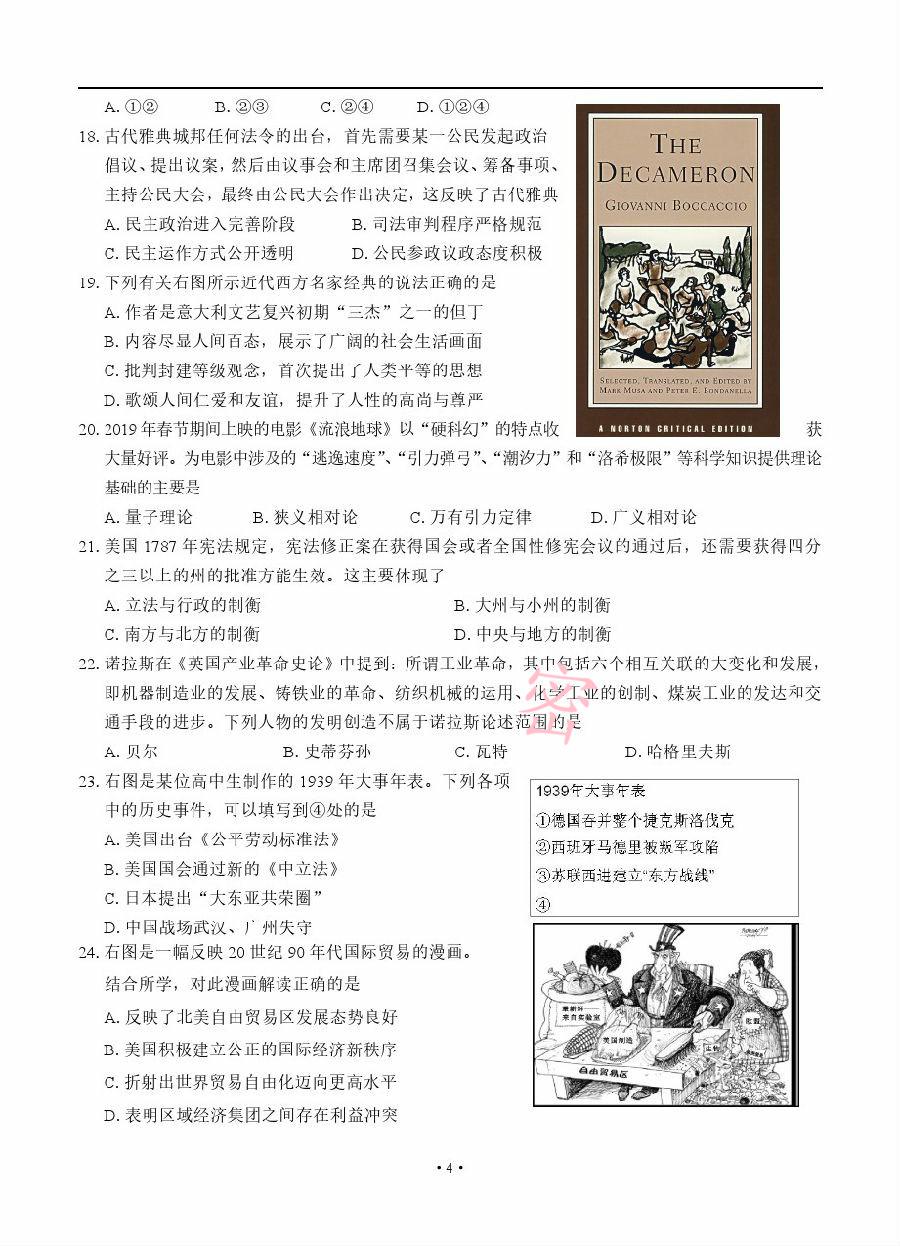 A. ①② B. ②③ C. ②④ D. ①②④
18. 古代雅典城邦任何法令的出台，首先需要某一公民发起政治
倡议、提出议案，然后由议事会和主席团召集会议、筹备事项、
主持公民大会，最终由公民大会作出决定，这反映了古代雅典
A. 民主政治进入完善阶段 B. 司法审判程序严格规范
C. 民主运作方式公开透明 D. 公民参政议政态度积极
19. 下列有关右图所示近代西方名家经典的说法正确的是
A. 作者是意大利文艺复兴初期“三杰”之一的但丁
B. 内容尽显人间百态，展示了广阔的社会生活画面
C. 批判封建等级观念，首次提出了人类平等的思想
D. 歌颂人间仁爱和友谊，提升了人性的高尚与尊严
THE
DECAMERON
GIOVANNI BOCCACCIO
SELECTED, TRANSLATED, AND EDITED BY
MARK MUSA AND PETER E. BONDANELLA
A NORTON CRITICAL EDITION
20. 2019 年春节期间上映的电影《流浪地球》以“硬科幻”的特点收 获
大量好评。为电影中涉及的“逃逸速度”、“引力弹弓”、“潮汐力”和“洛希极限”等科学知识提供理论
基础的主要是
A. 量子理论 B. 狭义相对论 C. 万有引力定律 D. 广义相对论
21. 美国 1787 年宪法规定，宪法修正案在获得国会或者全国性修宪会议的通过后，还需要获得四分
之三以上的州的批准方能生效。这主要体现了
A. 立法与行政的制衡 B. 大州与小州的制衡
C. 南方与北方的制衡 D. 中央与地方的制衡
22. 诺拉斯在《英国产业革命史论》中提到：所谓工业革命，其中包括六个相互关联的大变化和发展，
即机器制造业的发展、铸铁业的革命、纺织机械的运用、化学工业的创制、煤炭工业的发达和交
通手段的进步。下列人物的发明创造不属于诺拉斯论述范围的是
密
A. 贝尔 B. 史蒂芬孙 C. 瓦特 D. 哈格里夫斯
23. 右图是某位高中生制作的 1939 年大事年表。下列各项
中的历史事件，可以填写到④处的是
A. 美国出台《公平劳动标准法》
B. 美国国会通过新的《中立法》
C. 日本提出“大东亚共荣圈”
D. 中国战场武汉、广州失守
1939年大事年表
①德国吞并整个捷克斯洛伐克
②西班牙马德里被叛军攻陷
③苏联西进建立“东方战线”
④
24. 右图是一幅反映 20 世纪 90 年代国际贸易的漫画。
结合所学，对此漫画解读正确的是
A. 反映了北美自由贸易区发展态势良好
B. 美国积极建立公正的国际经济新秩序
C. 折射出世界贸易自由化迈向更高水平
D. 表明区域经济集团之间存在利益冲突
来自实验室
美国制造
自由贸易区
· 4 ·